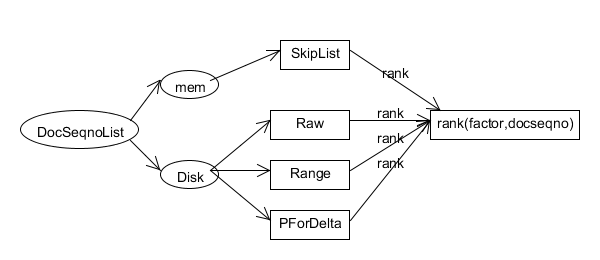 DocSeqnoList
mem
Disk
SkipList
Raw
Range
PForDelta
rank
rank
rank
rank
rank(factor,docseqno)